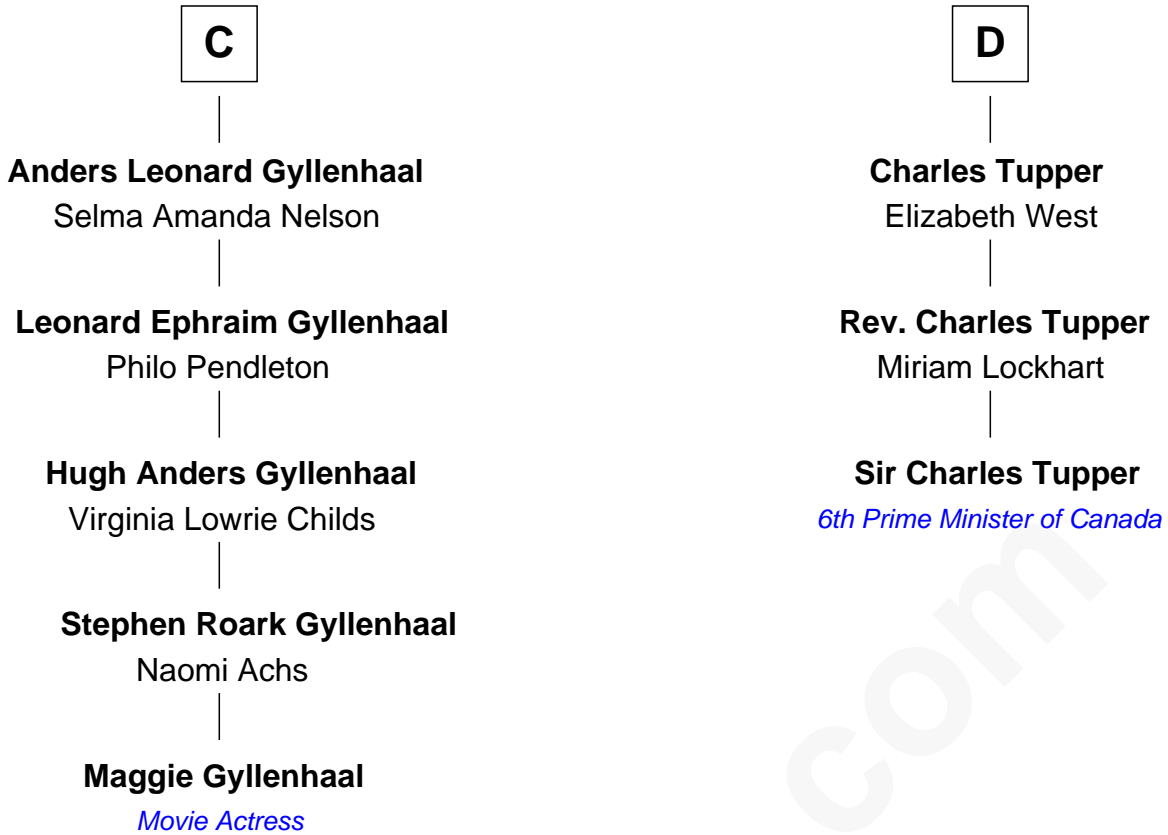 C
Anders Leonard Gyllenhaal
Selma Amanda Nelson
Leonard Ephraim Gyllenhaal
Philo Pendleton
Hugh Anders Gyllenhaal
Virginia Lowrie Childs
Stephen Roark Gyllenhaal
Naomi Achs
Maggie Gyllenhaal
Movie Actress
D
Charles Tupper
Elizabeth West
Rev. Charles Tupper
Miriam Lockhart
Sir Charles Tupper
6th Prime Minister of Canada
com